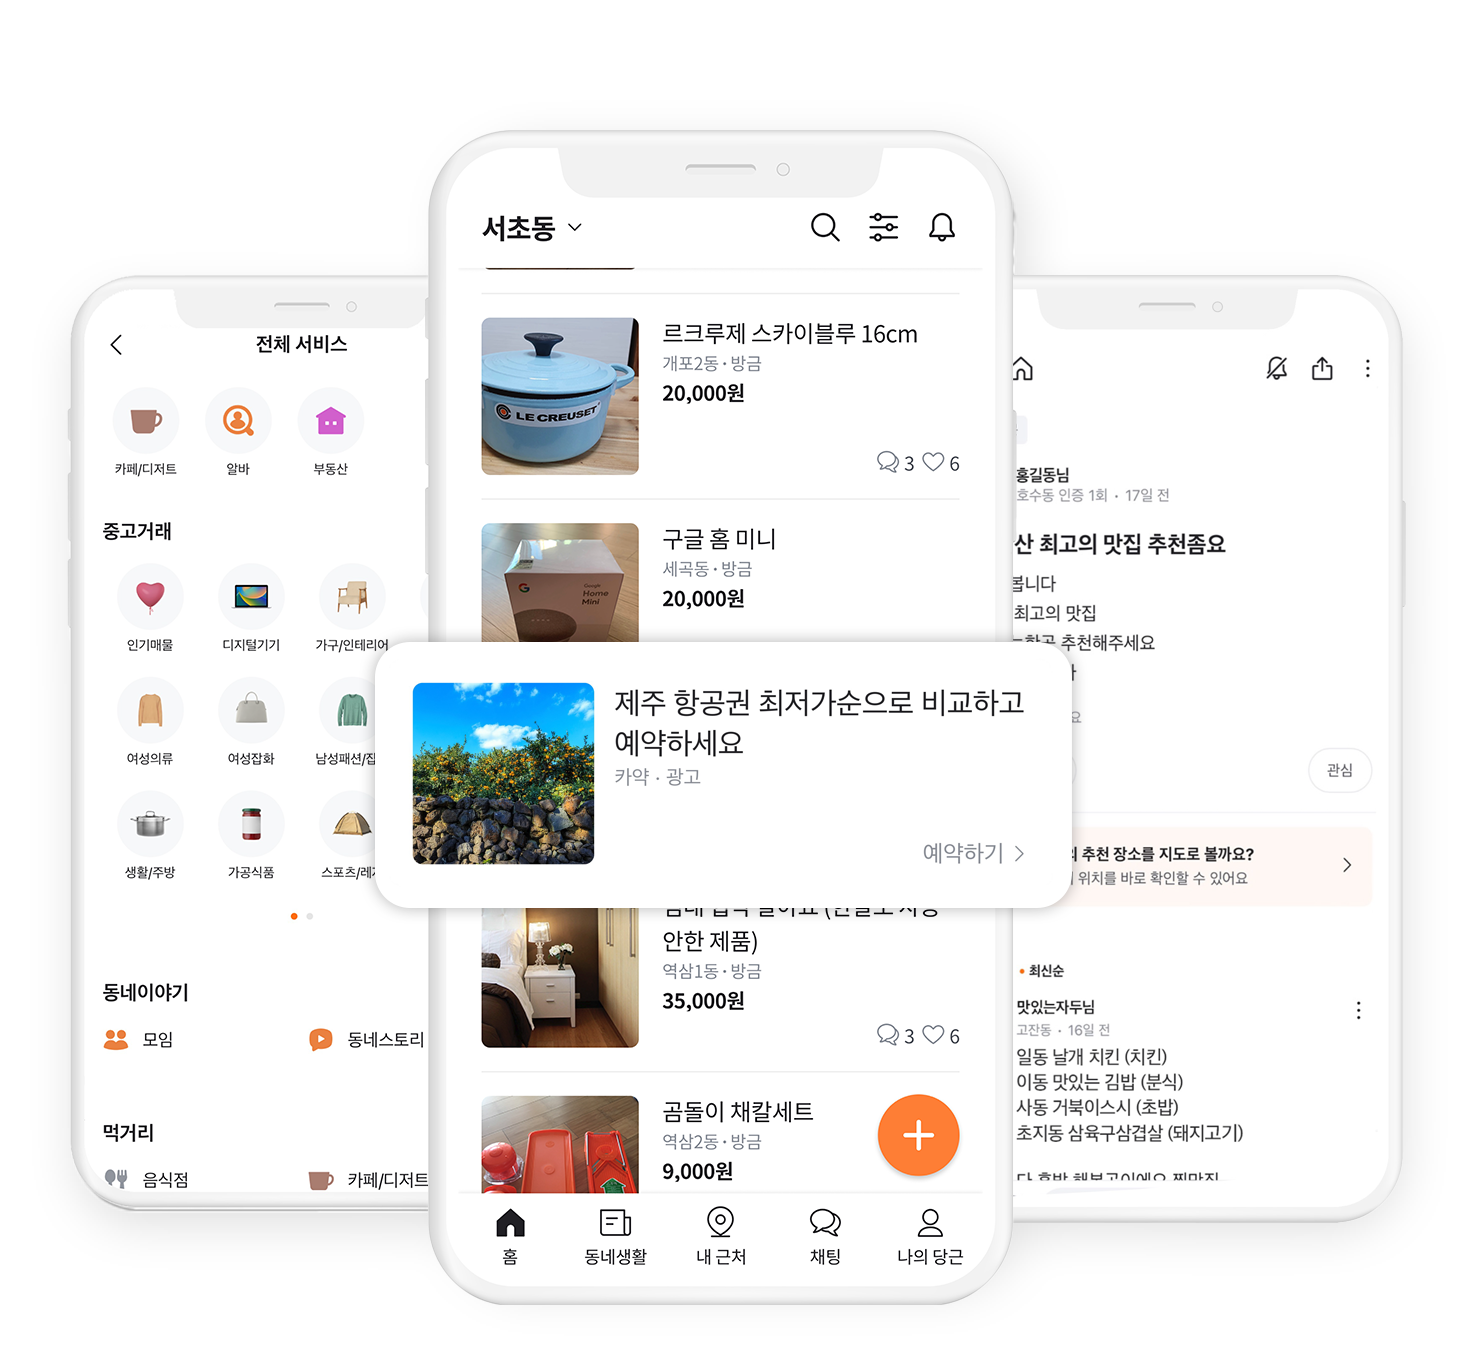 전체 서비스
카페/디저트
알바
부동산
중고거래
인기매물
디지털기기
가구/인테리어
여성의류
여성잡화
남성패션/잡
생활/주방
가공식품
스포츠/레
동네이야기
모임
동네스토리
먹거리
음식점
카페/디저트
서초동
르크루제 스카이블루 16cm
개포2동 · 방금
20,000원
LE CREUSET
3 6
구글 홈 미니
세곡동 · 방금
20,000원
G
Google
Home
Mini
제주 항공권 최저가순으로 비교하고
예약하세요
카약 · 광고
예약하기
안한 제품)
역삼1동 · 방금
35,000원
3 6
곰돌이 채칼세트
역삼2동 · 방금
9,000원
홈
동네생활
내 근처
채팅
나의 당근
홍길동님
호수동 인증 1회 · 17일 전
산 최고의 맛집 추천좀요
봅니다
최고의 맛집
추천해주세요
요
관심
추천 장소를 지도로 볼까요?
위치를 바로 확인할 수 있어요
최신순
맛있는자두님
고잔동 · 16일 전
일동 날개 치킨 (치킨)
이동 맛있는 김밥 (분식)
사동 거북이스시 (초밥)
초지동 삼육구삼겹살 (돼지고기)